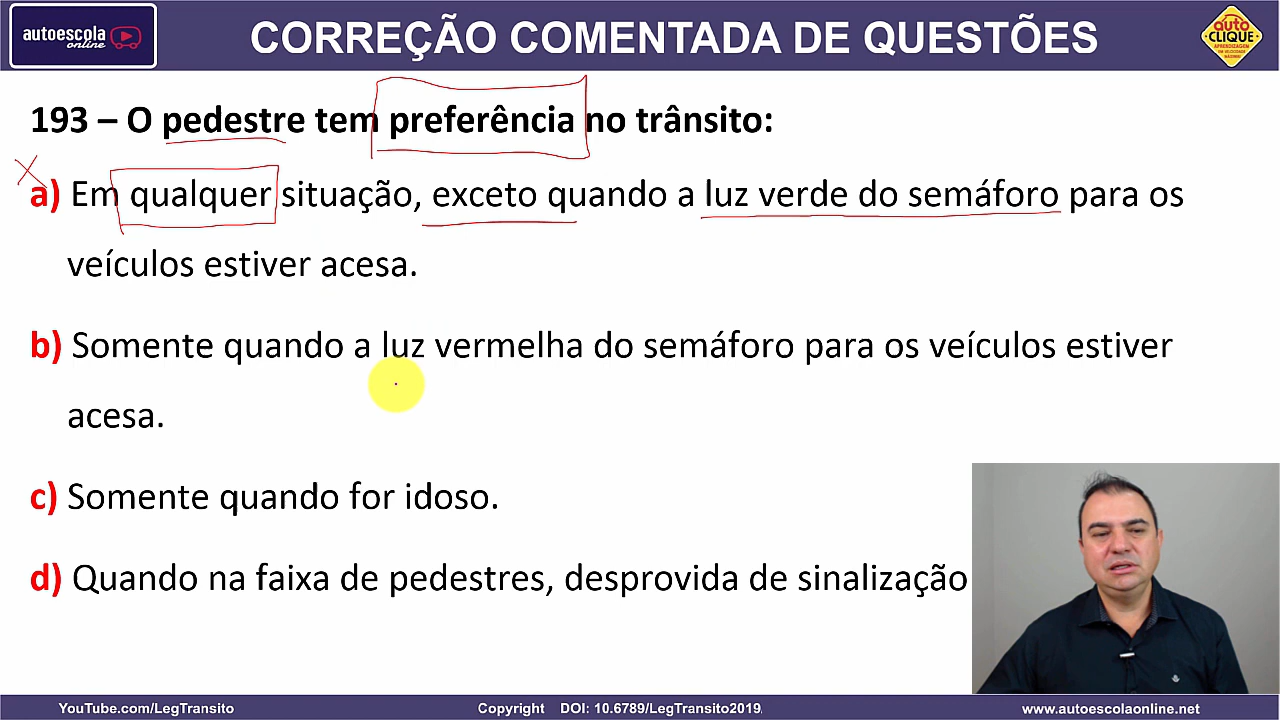 autoescola
online
CORREÇÃO COMENTADA DE QUESTÕES
auto
CLIQUE
193 – O pedestre tem preferência no trânsito:
a) Em qualquer situação, exceto quando a luz verde do semáforo para os
veículos estiver acesa.
b) Somente quando a luz vermelha do semáforo para os veículos estiver
acesa.
c) Somente quando for idoso.
d) Quando na faixa de pedestres, desprovida de sinalização
YouTube.com/LegTransito
Copyright DOI: 10.6789/LegTransito2019
www.autoescolaonline.net